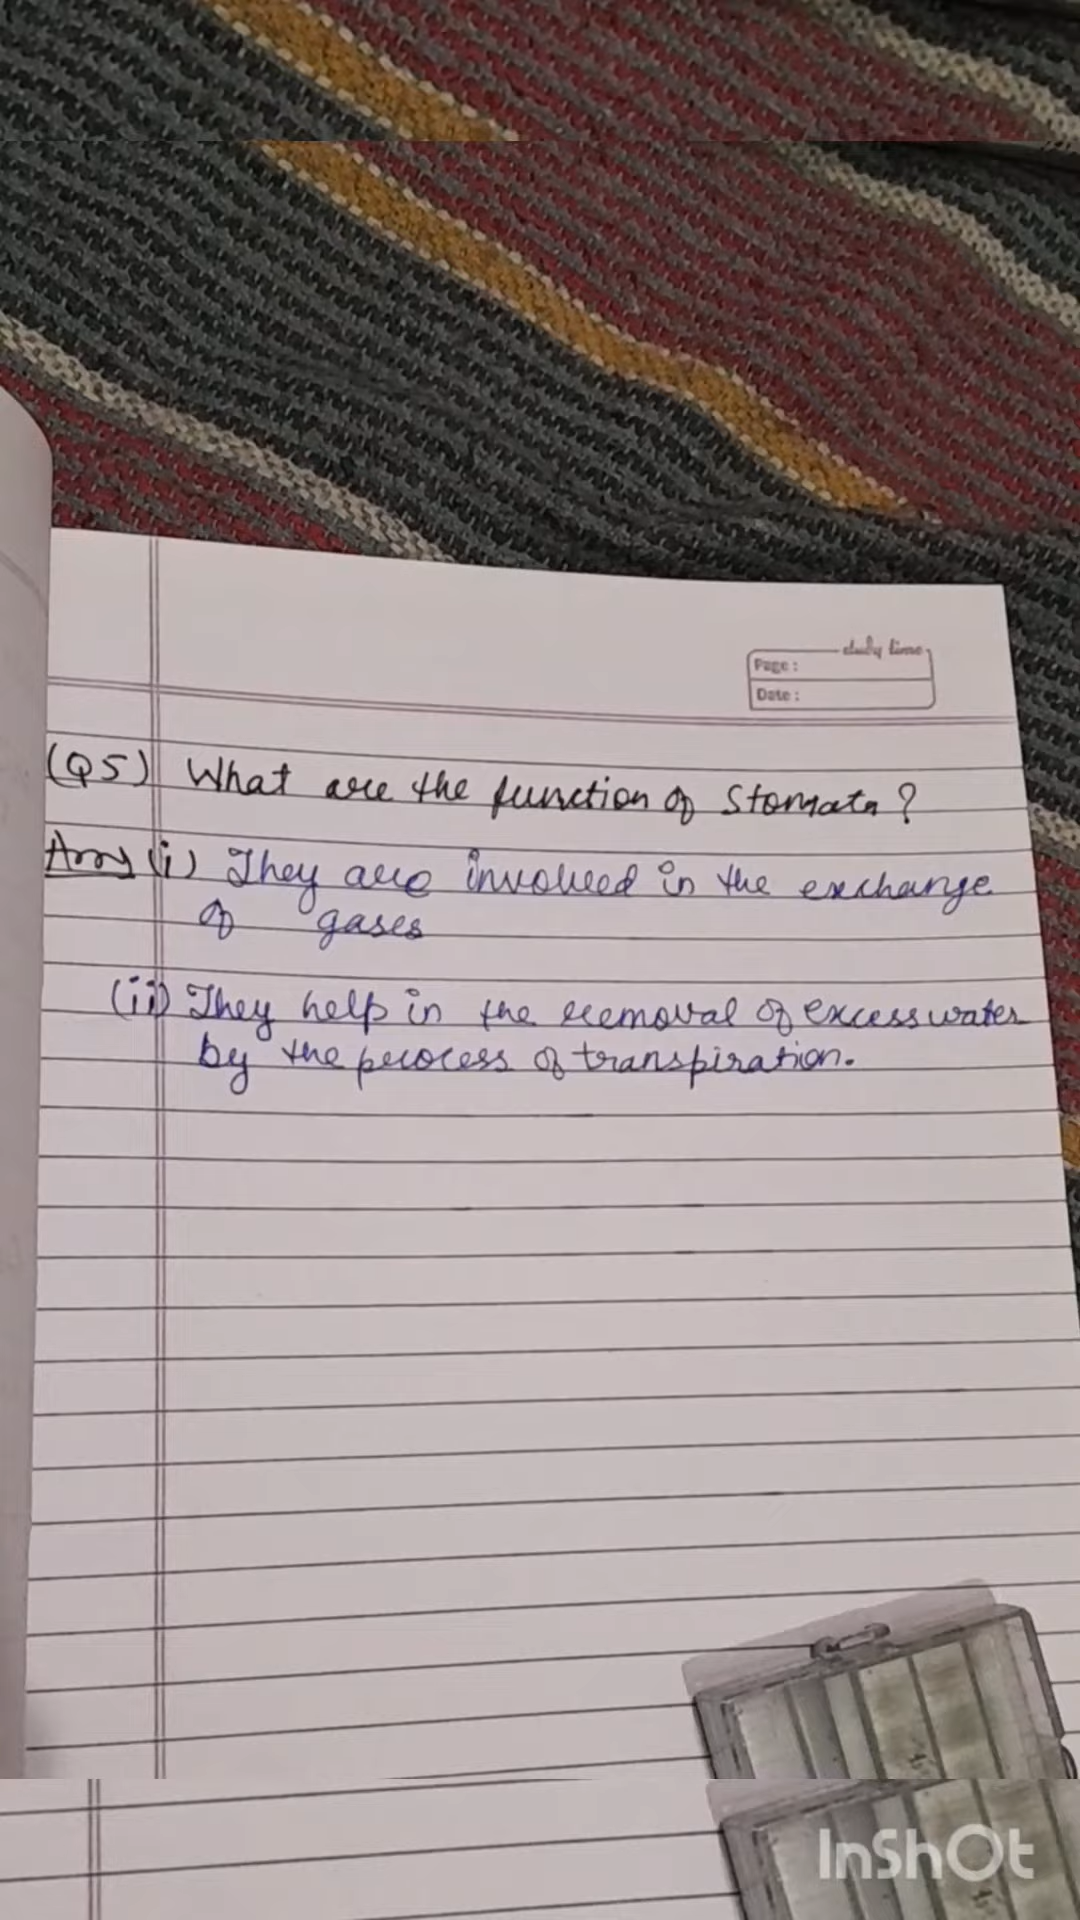 study time
Page :
Date :
(Q5) What are the function of Stomata?
Ans (i) They are involved in the exchange
of gases
(ii) They help in the removal of excess water
by the process of transpiration.
InShOt